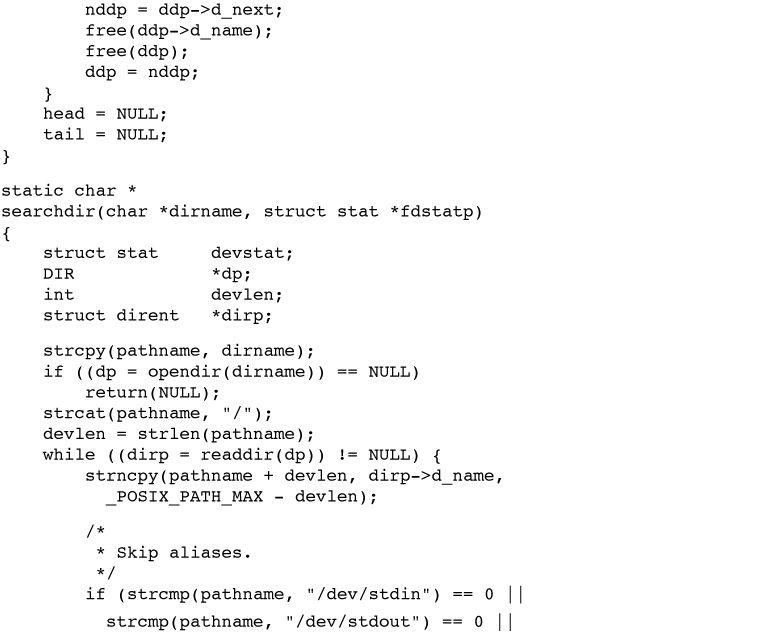 nddp = ddp->d_next;
        free(ddp->d_name);
        free(ddp);
        ddp = nddp;
    }
    head = NULL;
    tail = NULL;
}
static char *
searchdir(char *dirname, struct stat *fdstatp)
{
    struct stat     devstat;
    DIR             *dp;
    int             devlen;
    struct dirent   *dirp;
    strcpy(pathname, dirname);
    if ((dp = opendir(dirname)) == NULL)
        return(NULL);
    strcat(pathname, "/");
    devlen = strlen(pathname);
    while ((dirp = readdir(dp)) != NULL) {
        strncpy(pathname + devlen, dirp->d_name,
          _POSIX_PATH_MAX - devlen);
        /*
         * Skip aliases.
         */
        if (strcmp(pathname, "/dev/stdin") == 0 ||
          strcmp(pathname, "/dev/stdout") == 0 ||